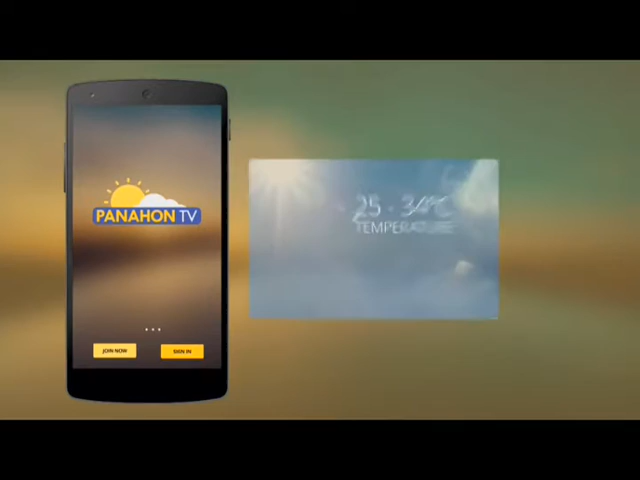 PANAHON TV
JOIN NOW
SIGN IN
25 - 34°C
TEMPERATURE